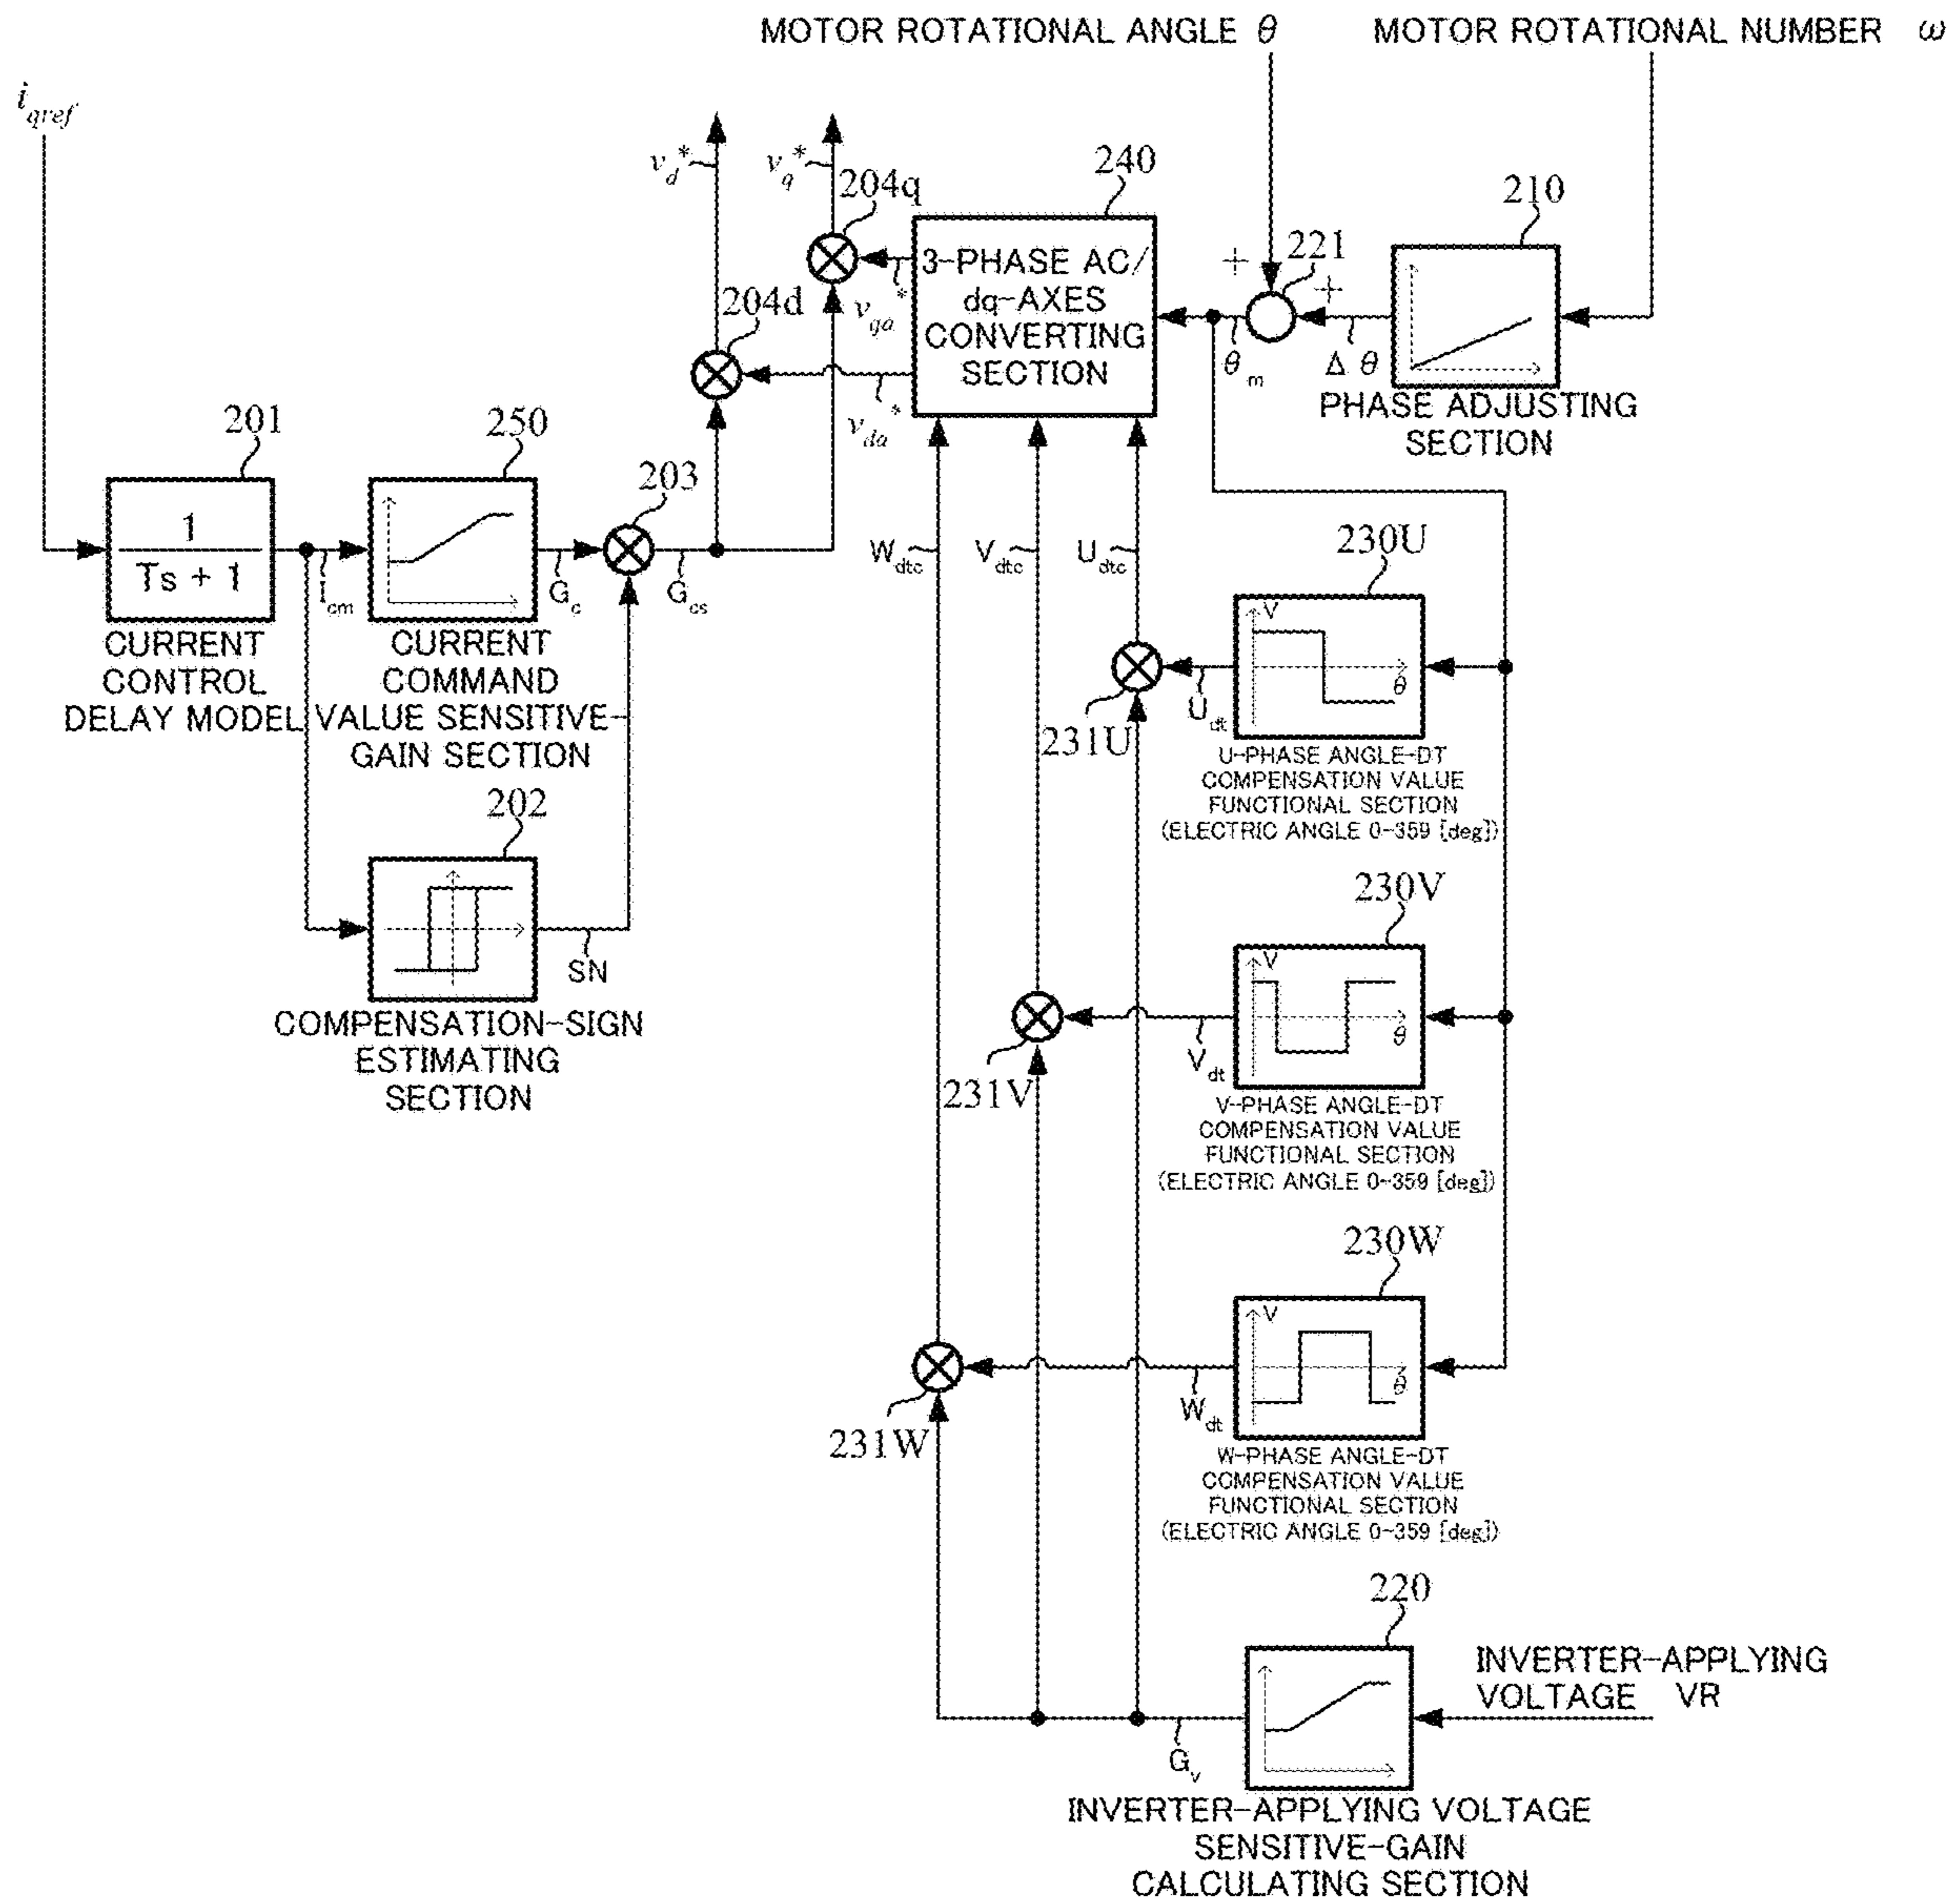 MOTOR ROTATIONAL ANGLE θ
MOTOR ROTATIONAL NUMBER ω
i_qref
v_d*
v_q*
204q
240
210
3-PHASE AC/
dq-AXES
CONVERTING
SECTION
+
221
+
204d
v_qa*
θ_m
Δθ
PHASE ADJUSTING
SECTION
v_da*
201
250
203
1
Ts + 1
I_cm
G_c
G_cs
CURRENT
CONTROL
DELAY MODEL
CURRENT
COMMAND
VALUE SENSITIVE-
GAIN SECTION
W_dtc
V_dtc
U_dtc
230U
V
θ
U_dt
231U
U-PHASE ANGLE-DT
COMPENSATION VALUE
FUNCTIONAL SECTION
(ELECTRIC ANGLE 0-359 [deg])
202
SN
COMPENSATION-SIGN
ESTIMATING
SECTION
230V
V
θ
V_dt
231V
V-PHASE ANGLE-DT
COMPENSATION VALUE
FUNCTIONAL SECTION
(ELECTRIC ANGLE 0-359 [deg])
230W
V
θ
W_dt
231W
W-PHASE ANGLE-DT
COMPENSATION VALUE
FUNCTIONAL SECTION
(ELECTRIC ANGLE 0-359 [deg])
220
INVERTER-APPLYING
VOLTAGE VR
G_v
INVERTER-APPLYING VOLTAGE
SENSITIVE-GAIN
CALCULATING SECTION